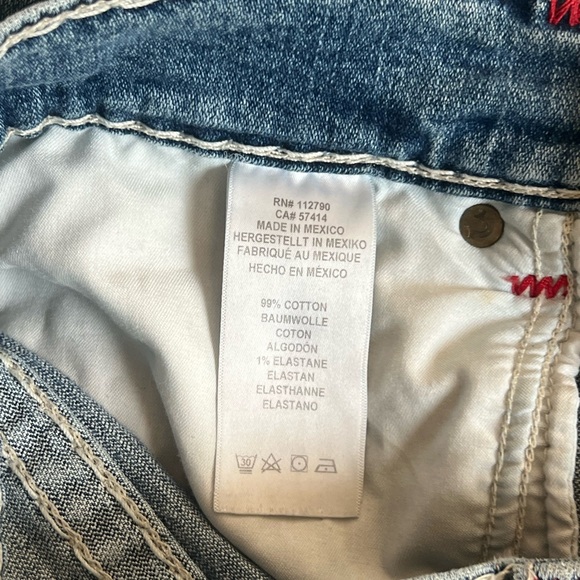 RN# 112790
CA# 57414
MADE IN MEXICO
HERGESTELLT IN MEXIKO
FABRIQUÉ AU MEXIQUE
HECHO EN MÉXICO
99% COTTON
BAUMWOLLE
COTON
ALGODÓN
1% ELASTANE
ELASTAN
ELASTHANNE
ELASTANO
30